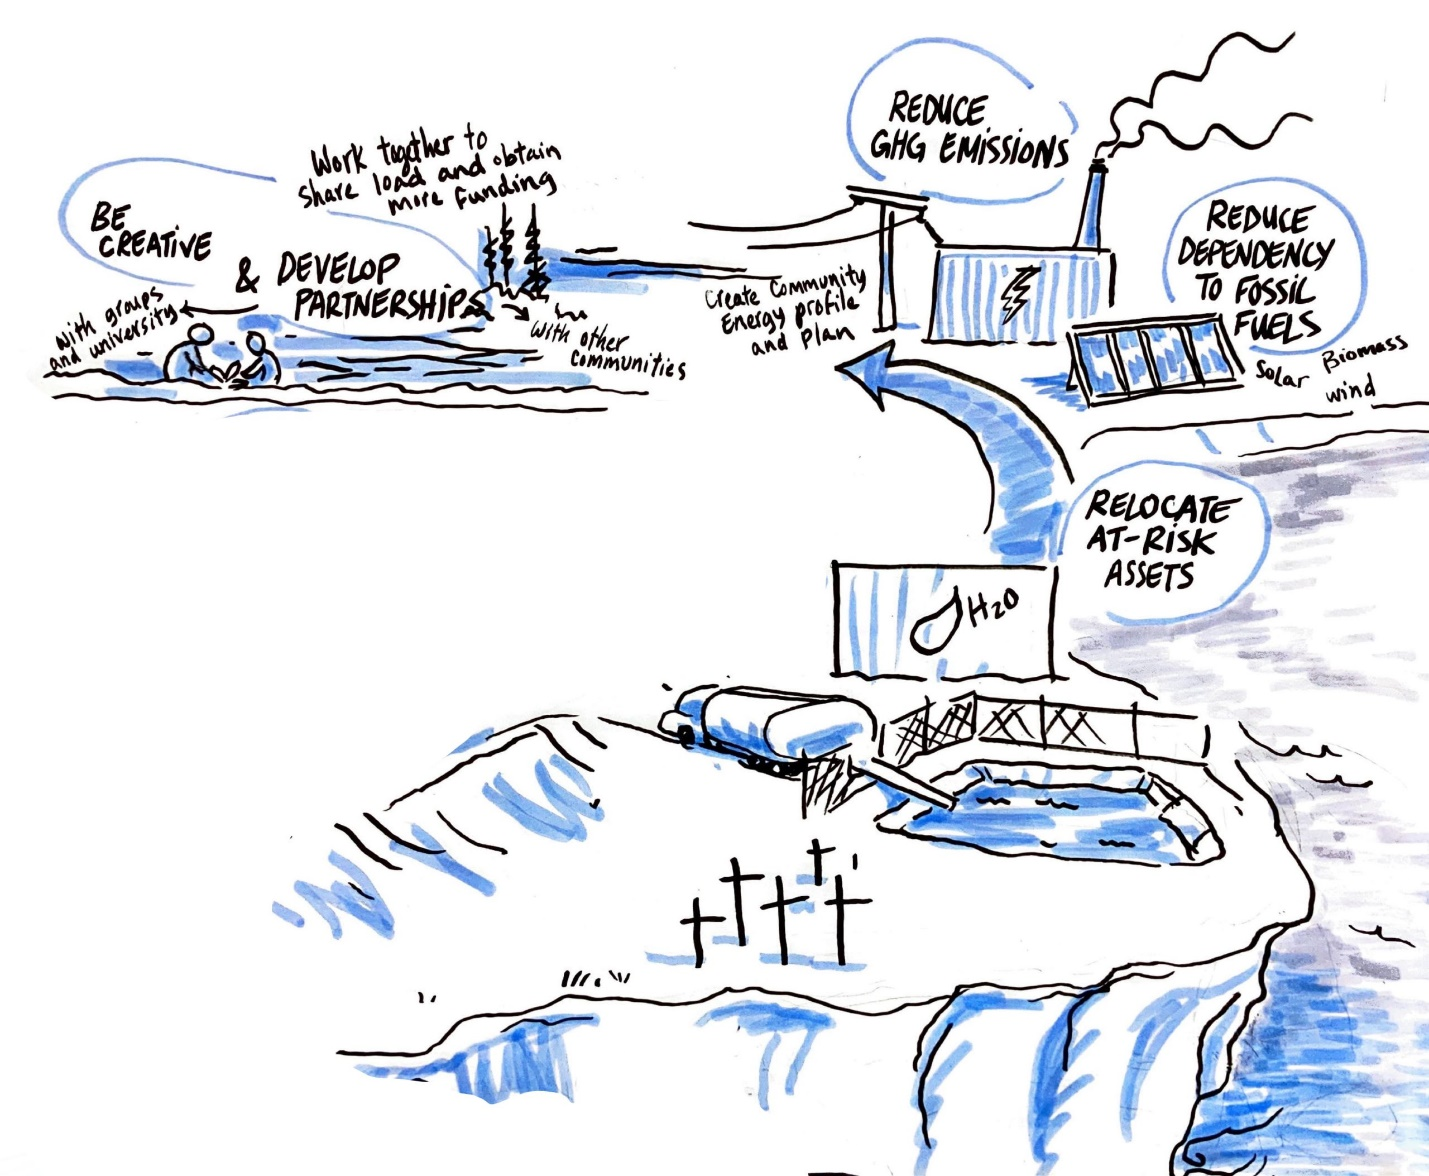 Work together to
share load and obtain
more funding
BE
CREATIVE
& DEVELOP
PARTNERSHIPS
with groups
and university
with other
communities
REDUCE
GHG EMISSIONS
Create Community
Energy profile
and plan
REDUCE
DEPENDENCY
TO FOSSIL
FUELS
Solar Biomass
wind
RELOCATE
AT-RISK
ASSETS
H2O